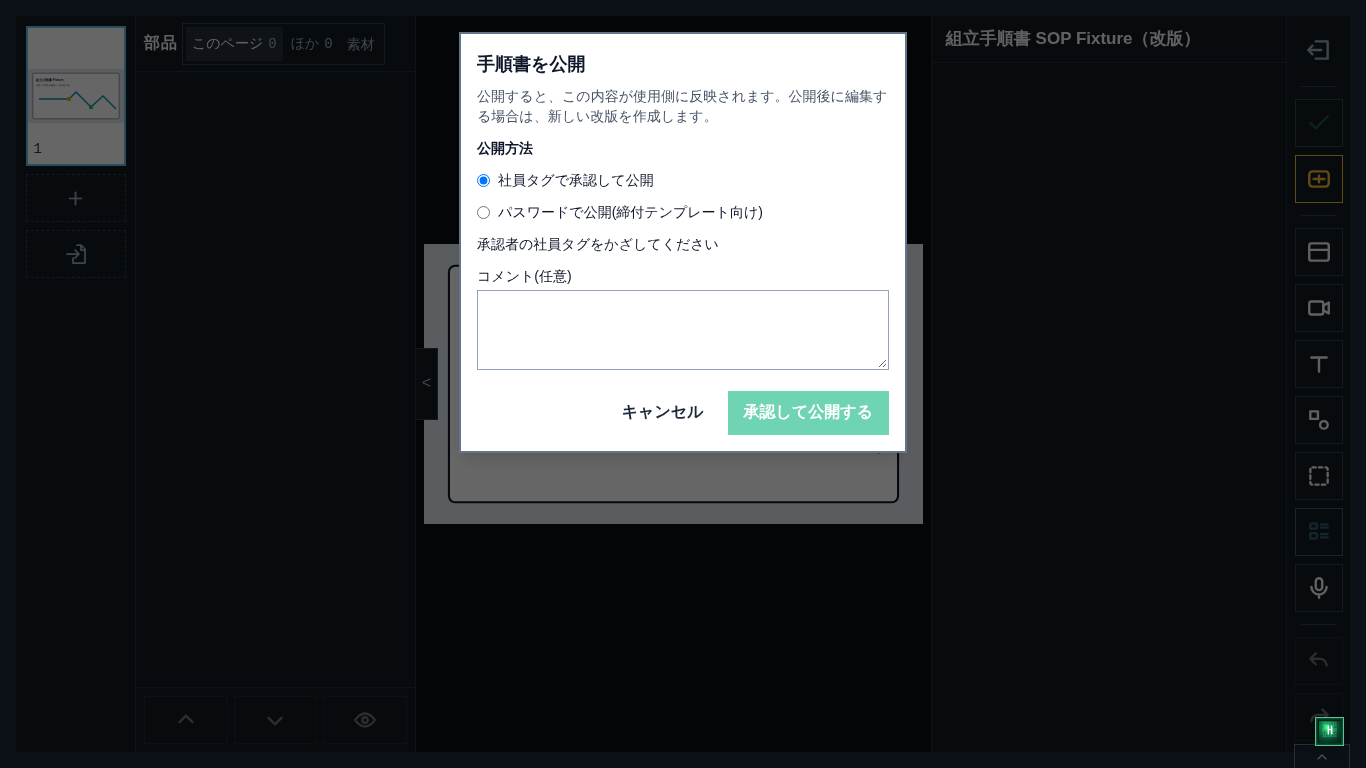 部品
このページ 0
ほか 0
素材
組立手順書 SOP Fixture（改版）
1
手順書を公開
公開すると、この内容が使用側に反映されます。公開後に編集す
る場合は、新しい改版を作成します。
公開方法
社員タグで承認して公開
パスワードで公開(締付テンプレート向け)
承認者の社員タグをかざしてください
コメント(任意)
<
キャンセル
承認して公開する
H